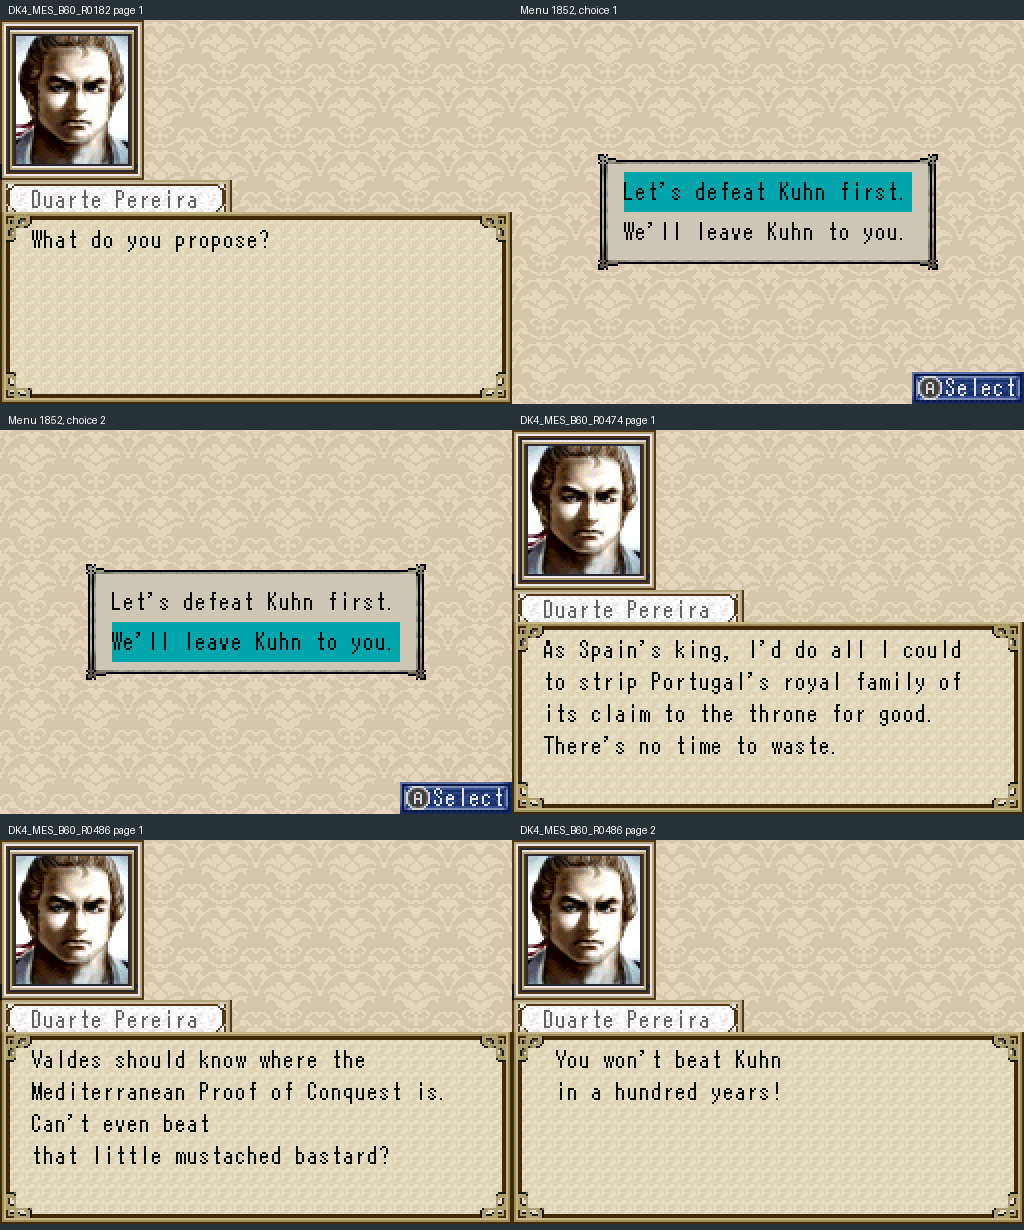 DK4_MES_B60_R0182 page 1
Duarte Pereira
What do you propose?
Menu 1852, choice 1
Let's defeat Kuhn first.
We'll leave Kuhn to you.
A Select
Menu 1852, choice 2
Let's defeat Kuhn first.
We'll leave Kuhn to you.
A Select
DK4_MES_B60_R0474 page 1
Duarte Pereira
As Spain's king, I'd do all I could
to strip Portugal's royal family of
its claim to the throne for good.
There's no time to waste.
DK4_MES_B60_R0486 page 1
Duarte Pereira
Valdes should know where the
Mediterranean Proof of Conquest is.
Can't even beat
that little mustached bastard?
DK4_MES_B60_R0486 page 2
Duarte Pereira
You won't beat Kuhn
in a hundred years!